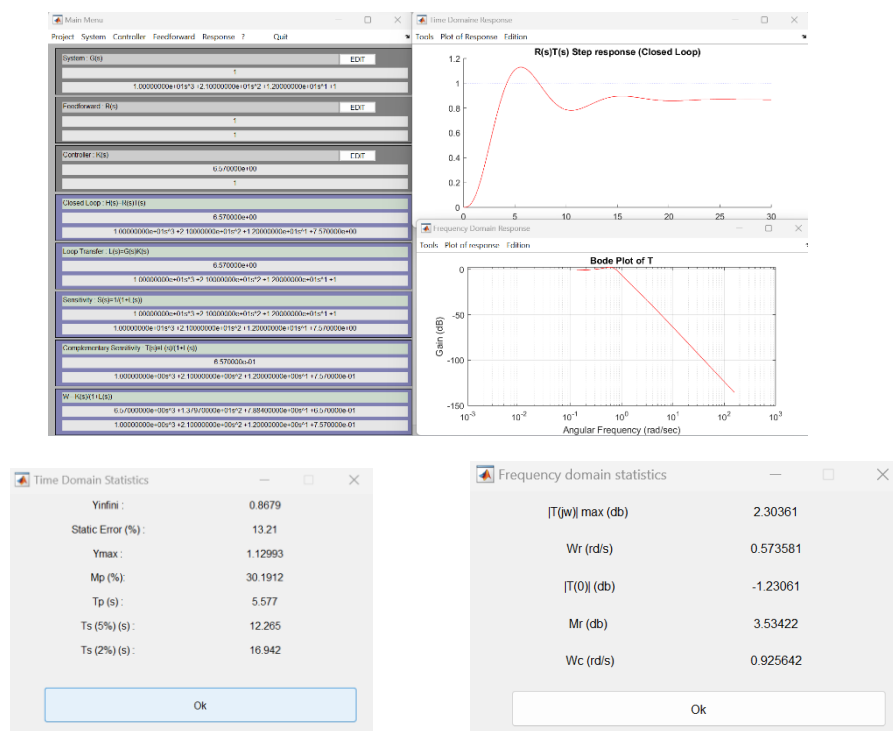 Main Menu
Project System Controller Feedforward Response ? Quit
System : G(s)
EDIT
1
1.00000000e+01s^3 +2.10000000e+01s^2 +1.20000000e+01s^1 +1
Feedforward : R(s)
EDIT
1
1
Controller : K(s)
EDIT
6.570000e+00
1
Closed Loop : H(s)=R(s)T(s)
6.570000e+00
1.00000000e+01s^3 +2.10000000e+01s^2 +1.20000000e+01s^1 +7.570000e+00
Loop Transfer : L(s)=G(s)K(s)
6.570000e+00
1.00000000e+01s^3 +2.10000000e+01s^2 +1.20000000e+01s^1 +1
Sensitivity : S(s)=1/(1+L(s))
1.00000000e+01s^3 +2.10000000e+01s^2 +1.20000000e+01s^1 +1
1.00000000e+01s^3 +2.10000000e+01s^2 +1.20000000e+01s^1 +7.570000e+00
Complementary Sensitivity : T(s)=L(s)/(1+L(s))
6.570000e-01
1.00000000e+00s^3 +2.10000000e+00s^2 +1.20000000e+00s^1 +7.570000e-01
W : K(s)/(1+L(s))
6.57000000e+00s^3 +1.37970000e+01s^2 +7.88400000e+00s^1 +6.570000e-01
1.00000000e+00s^3 +2.10000000e+00s^2 +1.20000000e+00s^1 +7.570000e-01
Time Domaine Response
Tools Plot of Response Edition
R(s)T(s) Step response (Closed Loop)
1.2
1
0.8
0.6
0.4
0.2
0
0 5 10 15 20 25 30
Frequency Domain Response
Tools Plot of response Edition
Bode Plot of T
Gain (dB)
0
-50
-100
-150
10^-3 10^-2 10^-1 10^0 10^1 10^2 10^3
Angular Frequency (rad/sec)
Time Domain Statistics
Yinfini : 0.8679
Static Error (%) : 13.21
Ymax : 1.12993
Mp (%): 30.1912
Tp (s) : 5.577
Ts (5%) (s) : 12.265
Ts (2%) (s) : 16.942
Ok
Frequency domain statistics
|T(jw)| max (db) 2.30361
Wr (rd/s) 0.573581
|T(0)| (db) -1.23061
Mr (db) 3.53422
Wc (rd/s) 0.925642
Ok